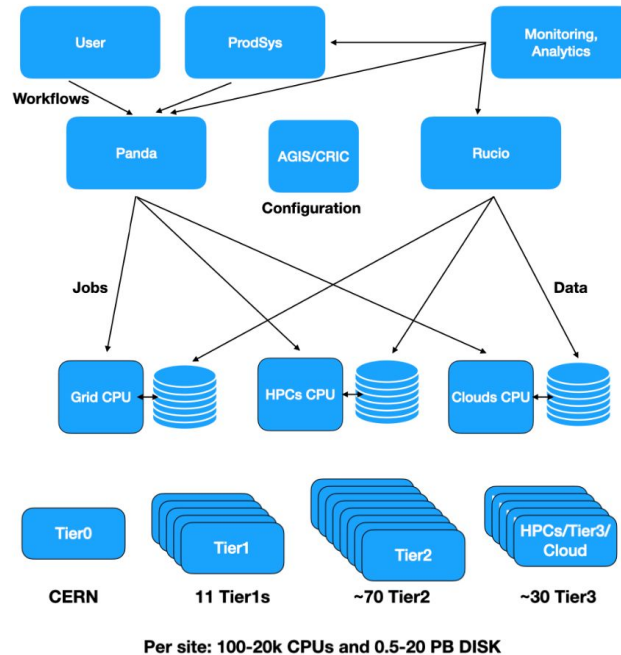 User
ProdSys
Monitoring,
Analytics
Workflows
Panda
AGIS/CRIC
Rucio
Configuration
Jobs
Data
Grid CPU
HPCs CPU
Clouds CPU
Tier0
Tier1
Tier2
HPCs/Tier3/
Cloud
CERN
11 Tier1s
~70 Tier2
~30 Tier3
Per site: 100-20k CPUs and 0.5-20 PB DISK